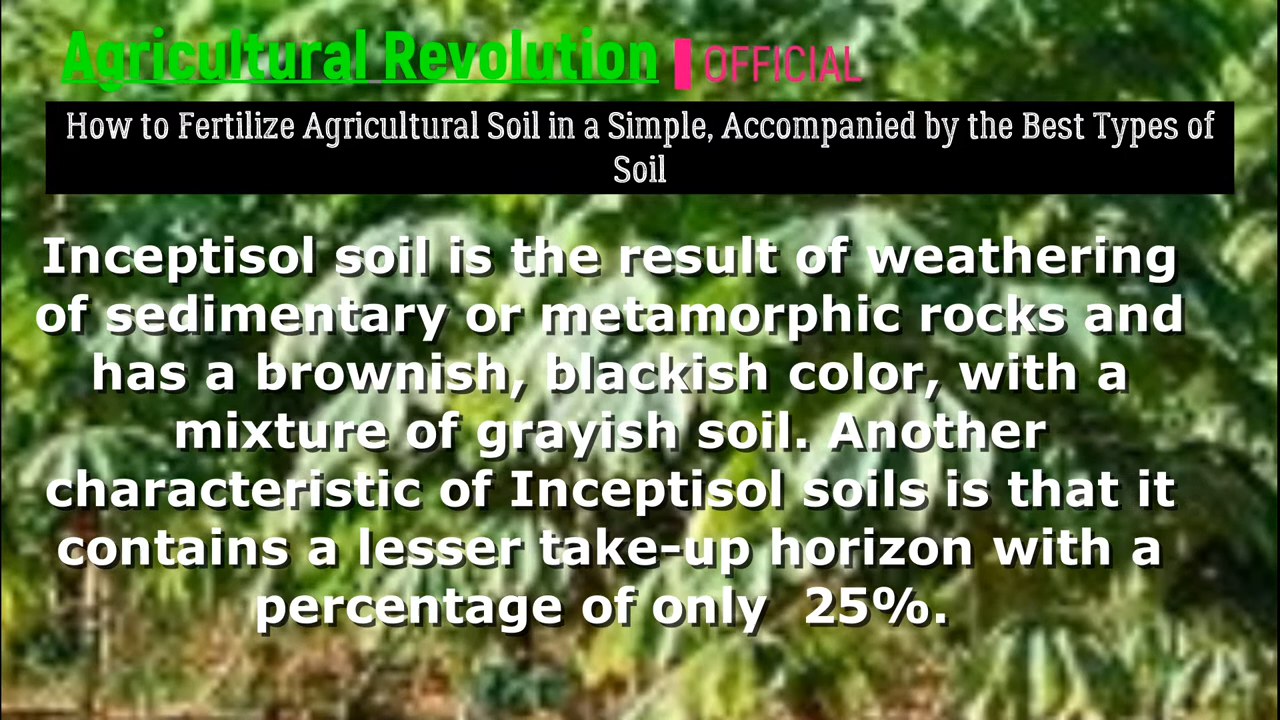 Agricultural Revolution OFFICIAL
How to Fertilize Agricultural Soil in a Simple, Accompanied by the Best Types of
Soil
Inceptisol soil is the result of weathering
of sedimentary or metamorphic rocks and
has a brownish, blackish color, with a
mixture of grayish soil. Another
characteristic of Inceptisol soils is that it
contains a lesser take-up horizon with a
percentage of only 25%.